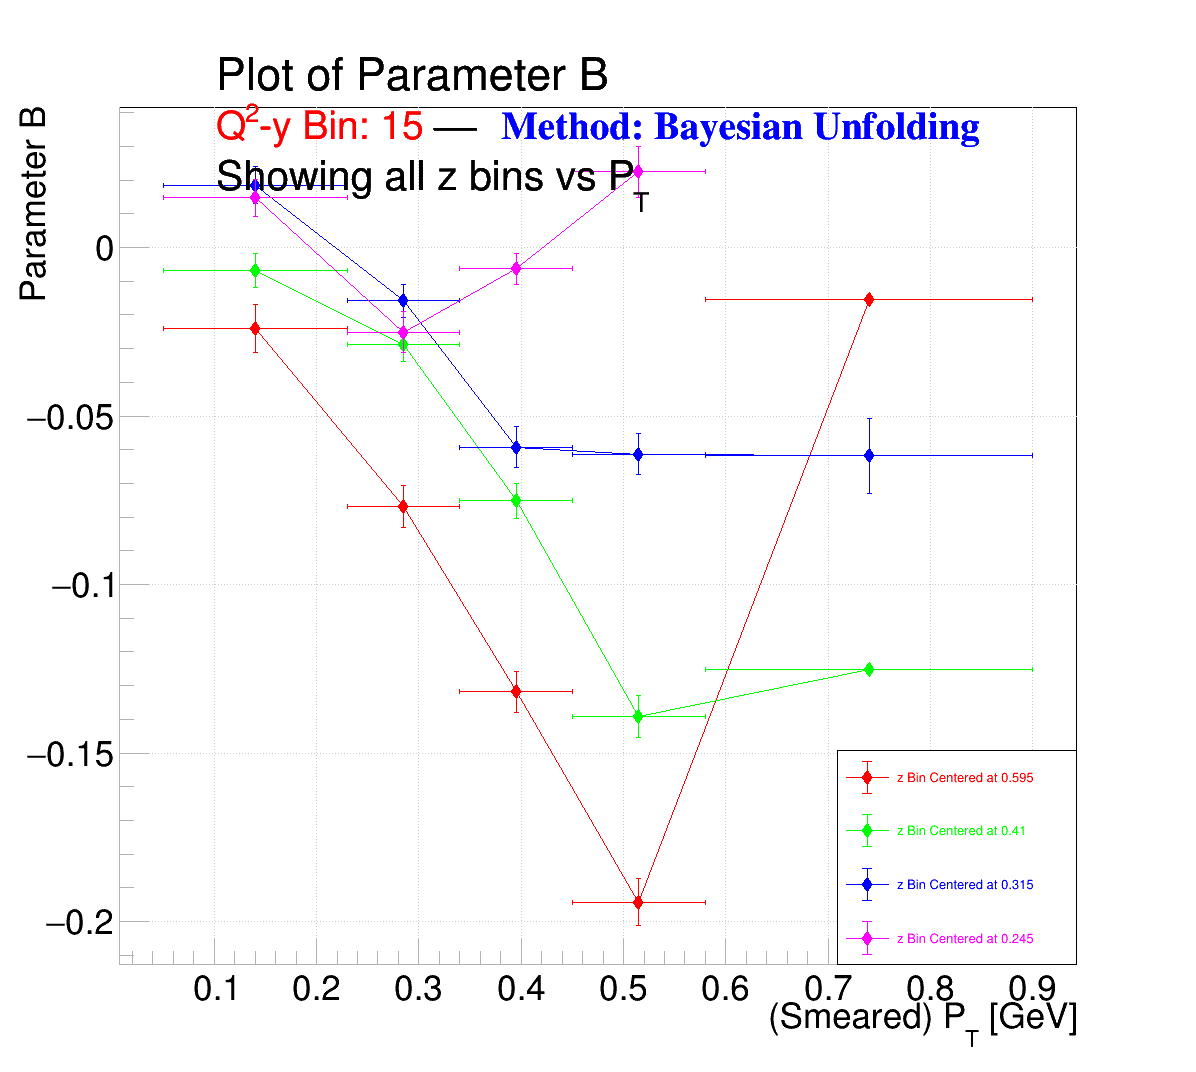 Plot of Parameter B
Q²-y Bin: 15 — Method: Bayesian Unfolding
Showing all z bins vs P_T
Parameter B
0
−0.05
−0.1
−0.15
−0.2
z Bin Centered at 0.595
z Bin Centered at 0.41
z Bin Centered at 0.315
z Bin Centered at 0.245
0.1 0.2 0.3 0.4 0.5 0.6 0.7 0.8 0.9
(Smeared) P_T [GeV]